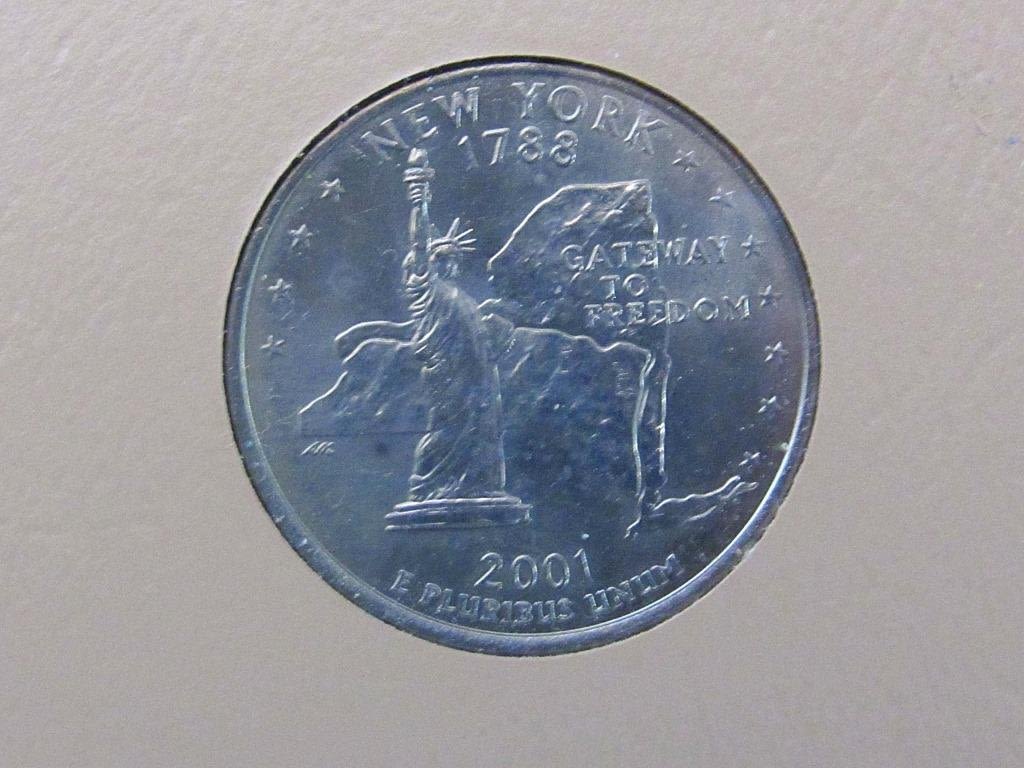 NEW YORK
1788
GATEWAY
TO
FREEDOM
2001
E PLURIBUS UNUM